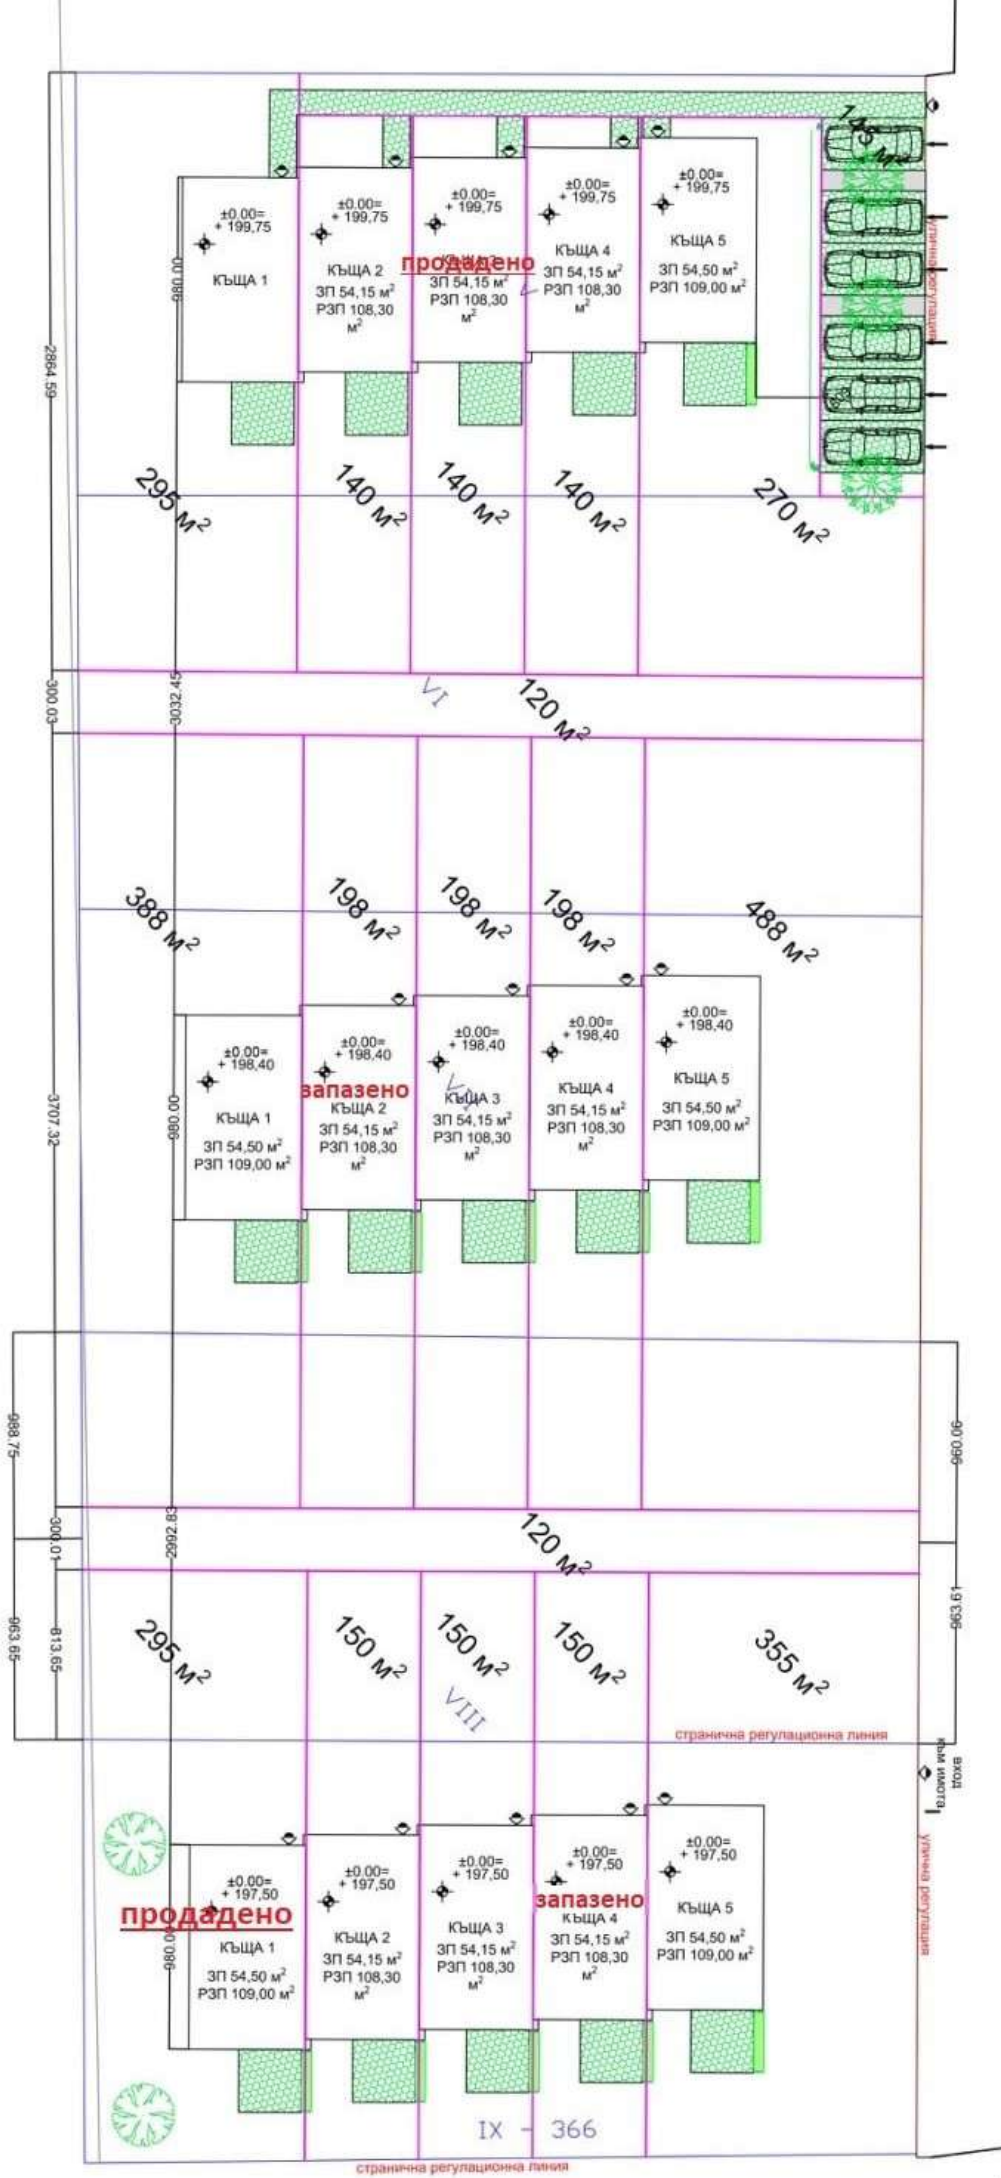 ±0.00=
+ 199,75
КЪЩА 1
±0.00=
+ 199,75
КЪЩА 2
ЗП 54,15 м²
РЗП 108,30
м²
±0.00=
+ 199,75
продадено
ЗП 54,15 м²
РЗП 108,30
м²
±0.00=
+ 199,75
КЪЩА 4
ЗП 54,15 м²
РЗП 108,30
м²
±0.00=
+ 199,75
КЪЩА 5
ЗП 54,50 м²
РЗП 109,00 м²
улична регулация
980.00
2864.59
295 м²
140 м²
140 м²
140 м²
270 м²
300.03
3032.45
VI
120 м²
388 м²
198 м²
198 м²
198 м²
488 м²
±0.00=
+ 198,40
КЪЩА 1
ЗП 54,50 м²
РЗП 109,00 м²
±0.00=
+ 198,40
запазено
КЪЩА 2
ЗП 54,15 м²
РЗП 108,30
м²
±0.00=
+ 198,40
КЪЩА 3
ЗП 54,15 м²
РЗП 108,30
м²
±0.00=
+ 198,40
КЪЩА 4
ЗП 54,15 м²
РЗП 108,30
м²
±0.00=
+ 198,40
КЪЩА 5
ЗП 54,50 м²
РЗП 109,00 м²
980.00
3707.32
988.75
960.06
300.01
2992.83
120 м²
963.65
813.65
963.61
295 м²
150 м²
150 м²
150 м²
355 м²
VIII
странична регулационна линия
вход
към имота
улична регулация
±0.00=
+ 197,50
продадено
КЪЩА 1
ЗП 54,50 м²
РЗП 109,00 м²
±0.00=
+ 197,50
КЪЩА 2
ЗП 54,15 м²
РЗП 108,30
м²
±0.00=
+ 197,50
КЪЩА 3
ЗП 54,15 м²
РЗП 108,30
м²
±0.00=
+ 197,50
запазено
КЪЩА 4
ЗП 54,15 м²
РЗП 108,30
м²
±0.00=
+ 197,50
КЪЩА 5
ЗП 54,50 м²
РЗП 109,00 м²
980.00
IX - 366
странична регулационна линия